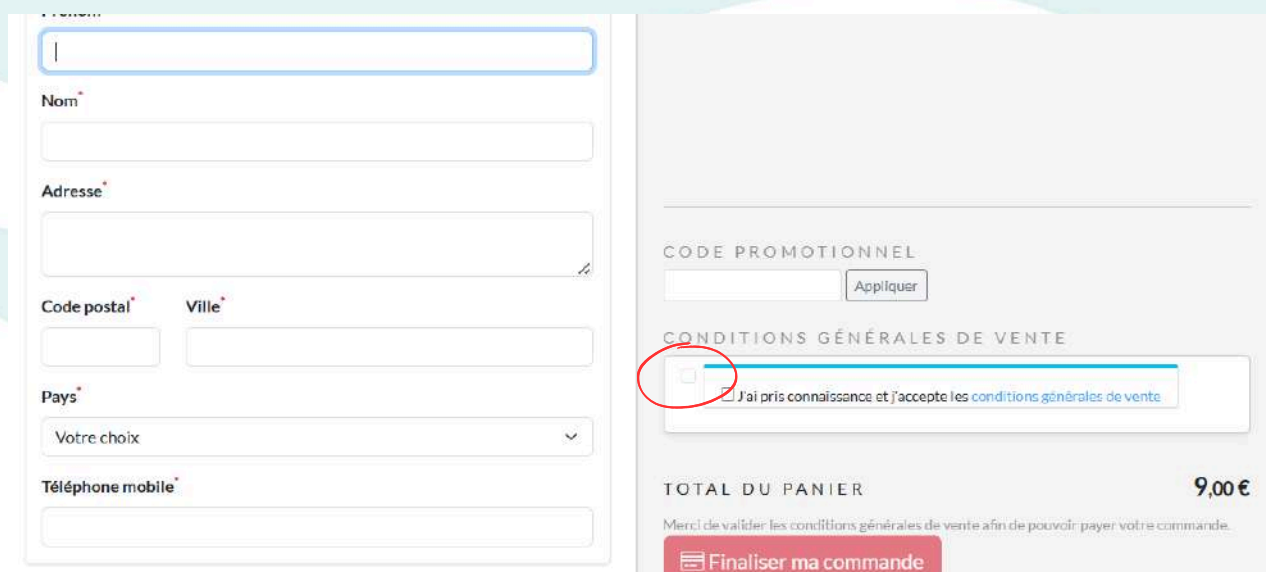 Prénom
Nom*
Adresse*
Code postal* Ville*
Pays*
Votre choix
Téléphone mobile*
CODE PROMOTIONNEL
Appliquer
CONDITIONS GÉNÉRALES DE VENTE
J'ai pris connaissance et j'accepte les conditions générales de vente
TOTAL DU PANIER 9,00 €
Merci de valider les conditions générales de vente afin de pouvoir payer votre commande.
Finaliser ma commande